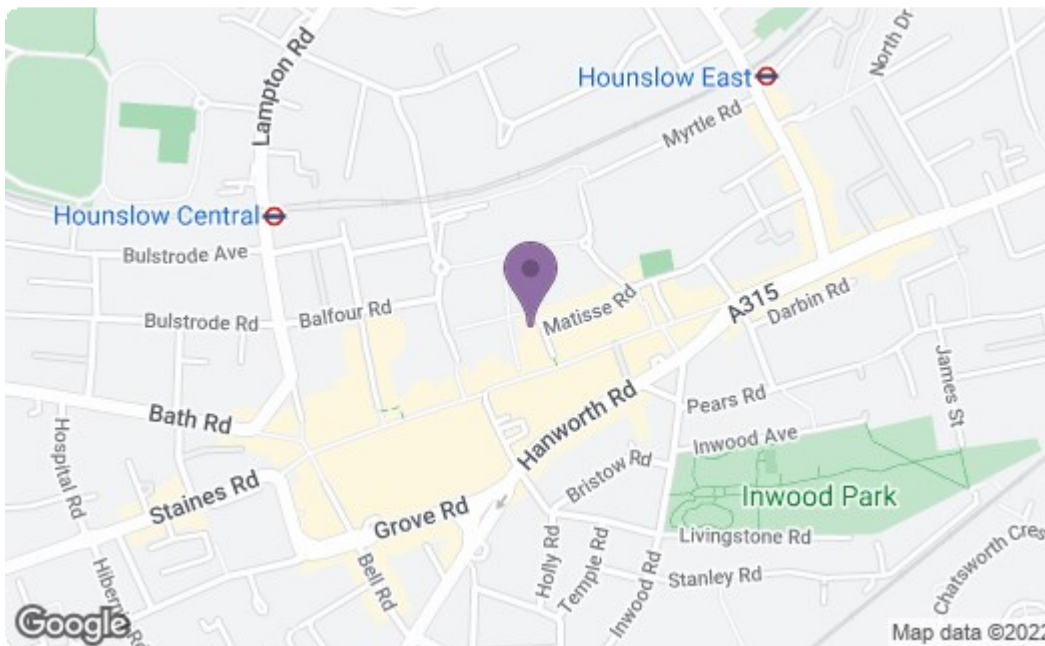 Lampton Rd
North Dr
Hounslow East
Myrtle Rd
Hounslow Central
Bulstrode Ave
Matisse Rd
A315
Darbin Rd
Bulstrode Rd
Balfour Rd
James St
Bath Rd
Hanworth Rd
Pears Rd
Hospital Rd
Inwood Ave
Bristow Rd
Staines Rd
Inwood Park
Grove Rd
Livingstone Rd
Holly Rd
Temple Rd
Inwood Rd
Stanley Rd
Bell Rd
Chatsworth Cres
Google
Map data ©2022